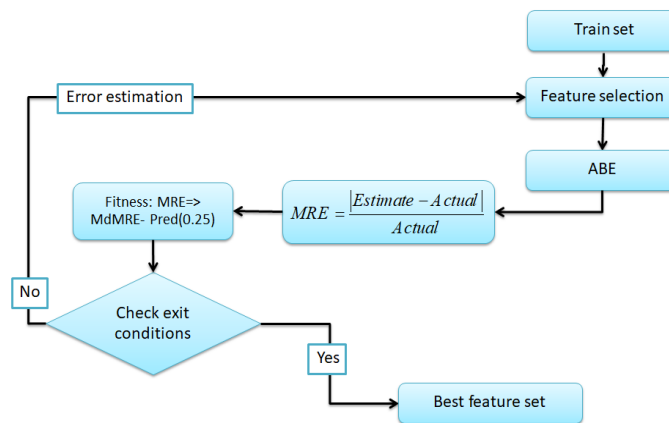 Train set
Error estimation
Feature selection
ABE
MRE = |Estimate − Actual| / Actual
Fitness: MRE=>
MdMRE- Pred(0.25)
No
Check exit
conditions
Yes
Best feature set